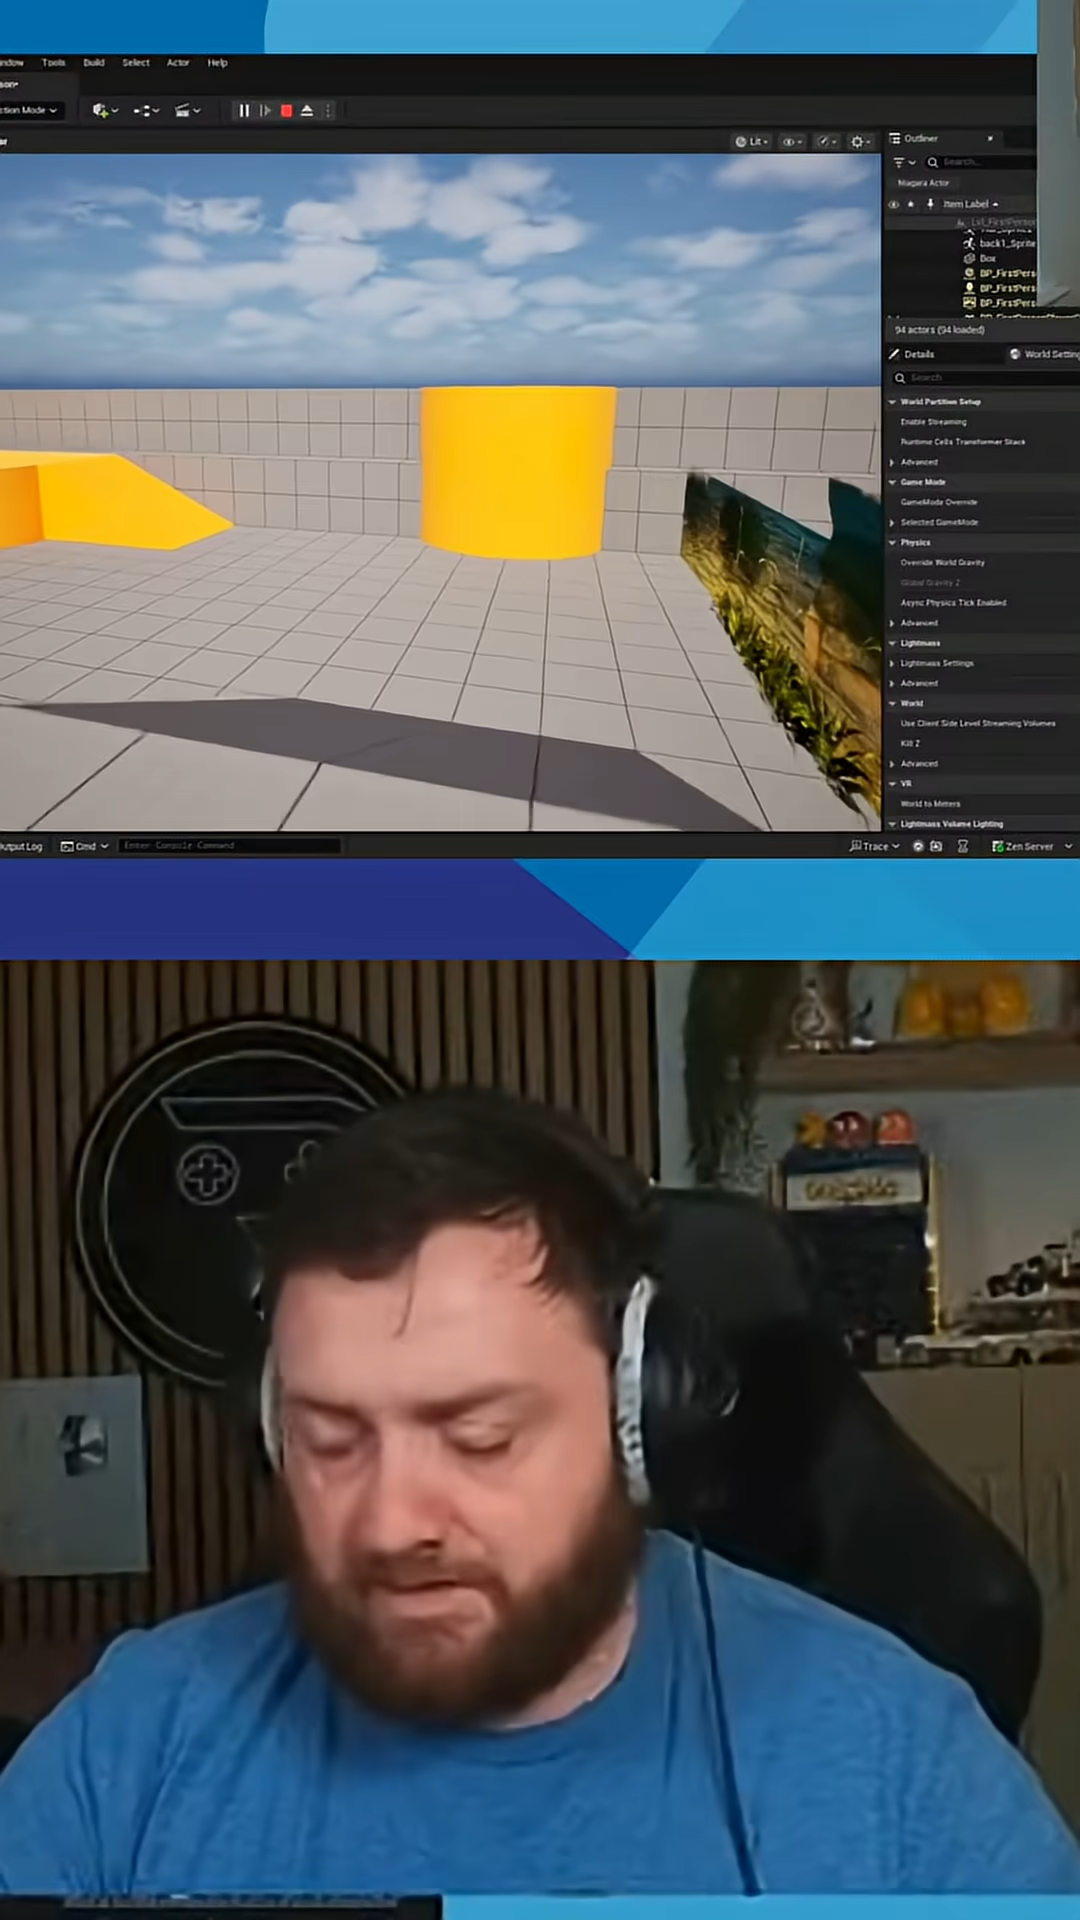 Tools Build Select Actor Help
Lit
Outliner
Search...
Niagara Actor
Item Label
back1_Sprite
Box
BP_FirstPers
BP_FirstPers
BP_FirstPers
94 actors (94 loaded)
Details World Setting
Search
World Partition Setup
Enable Streaming
Runtime Cells Transformer Stack
Advanced
Game Mode
GameMode Override
Selected GameMode
Physics
Override World Gravity
Global Gravity Z
Async Physics Tick Enabled
Advanced
Lightmass
Lightmass Settings
Advanced
World
Use Client Side Level Streaming Volumes
Kill Z
Advanced
VR
World to Meters
Lightmass Volume Lighting
utput Log Cmd Enter Console Command Trace Zen Server